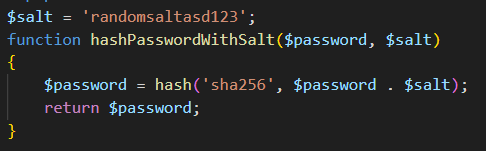 $salt = 'randomsaltasd123';
function hashPasswordWithSalt($password, $salt)
{
    $password = hash('sha256', $password . $salt);
    return $password;
}